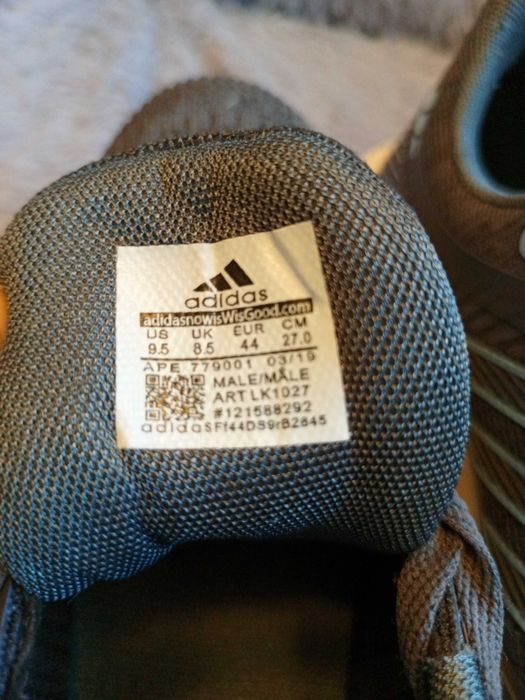 adidas
adidasnowisWisGood.com
US UK EUR CM
9.5 8.5 44 27.0
APE 779001 03/19
MALE/MÂLE
ART LK1027
#121588292
adidasFf44DS9rB2845